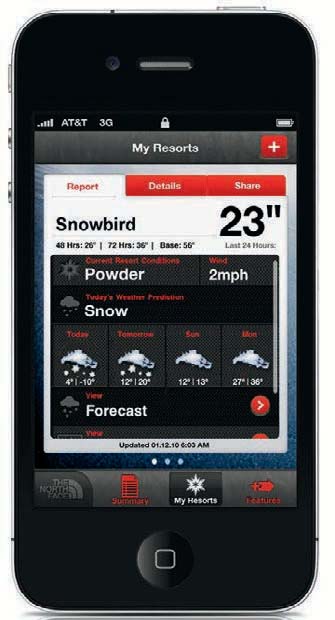 AT&T 3G
My Resorts
+
Report Details Share
Snowbird 23"
48 Hrs: 26" | 72 Hrs: 36" | Base: 56" Last 24 Hours:
Current Resort Conditions Wind
Powder 2mph
Today's Weather Prediction
Snow
Today Tomorrow Sun Mon
4° | -10° 12° | 20° 12° | 13° 27° | 36°
View
Forecast
View
Updated 01.12.10 6:03 AM
THE NORTH FACE
Summary My Resorts Features